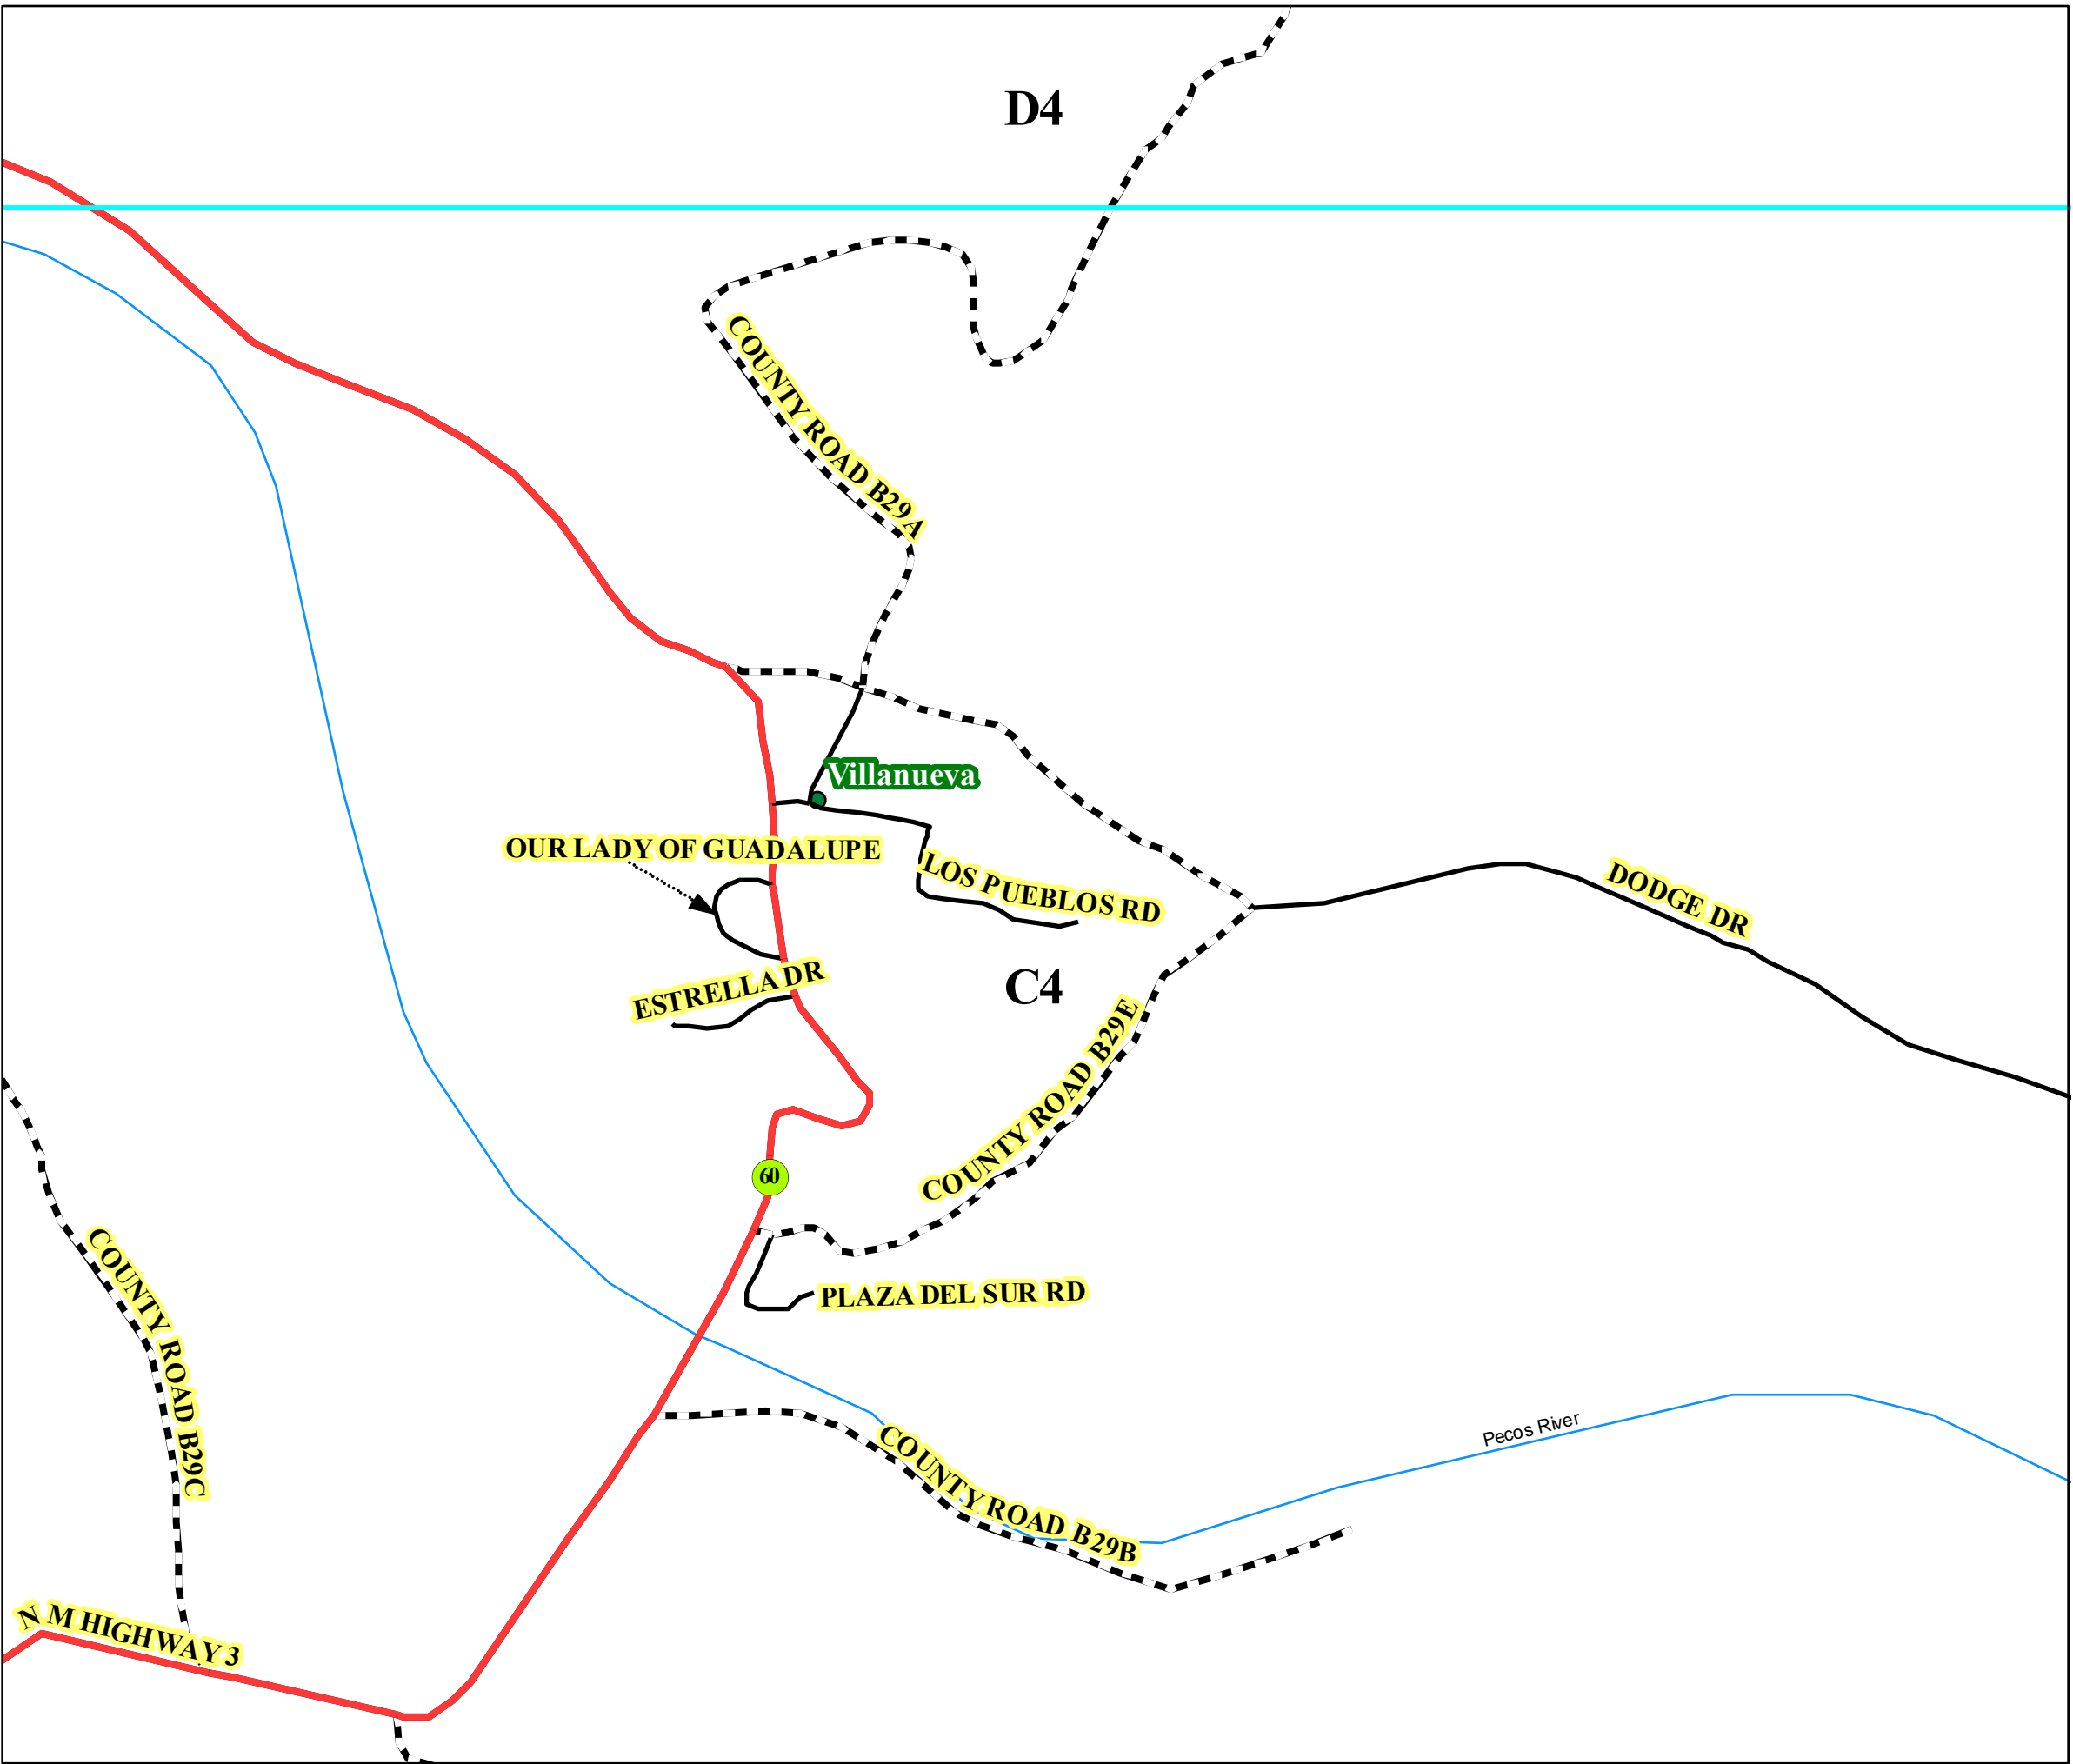 D4
COUNTY ROAD B29A
Villanueva
OUR LADY OF GUADALUPE
LOS PUEBLOS RD
DODGE DR
ESTRELLA DR
C4
COUNTY ROAD B29E
60
COUNTY ROAD B29C
PLAZA DEL SUR RD
Pecos River
COUNTY ROAD B29B
N M HIGHWAY 3